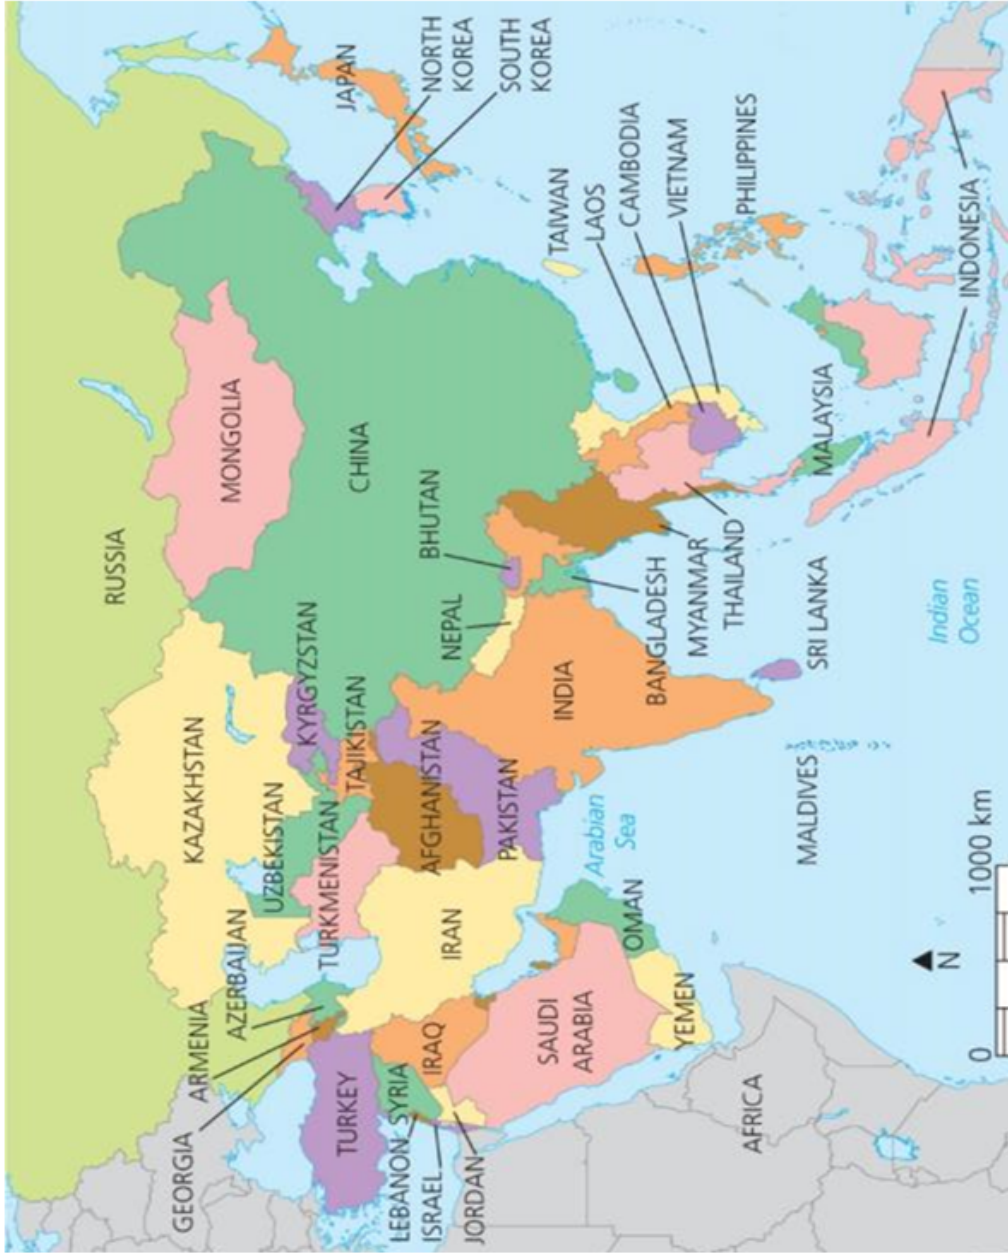 RUSSIA
JAPAN
NORTH
KOREA
SOUTH
KOREA
MONGOLIA
CHINA
KAZAKHSTAN
KYRGYZSTAN
TAJIKISTAN
UZBEKISTAN
TURKMENISTAN
AZERBAIJAN
ARMENIA
GEORGIA
TURKEY
SYRIA
LEBANON
ISRAEL
JORDAN
IRAQ
IRAN
AFGHANISTAN
PAKISTAN
SAUDI
ARABIA
YEMEN
OMAN
Arabian
Sea
INDIA
NEPAL
BHUTAN
BANGLADESH
MYANMAR
THAILAND
TAIWAN
LAOS
CAMBODIA
VIETNAM
PHILIPPINES
MALAYSIA
INDONESIA
SRI LANKA
MALDIVES
Indian
Ocean
AFRICA
N
0
1000 km